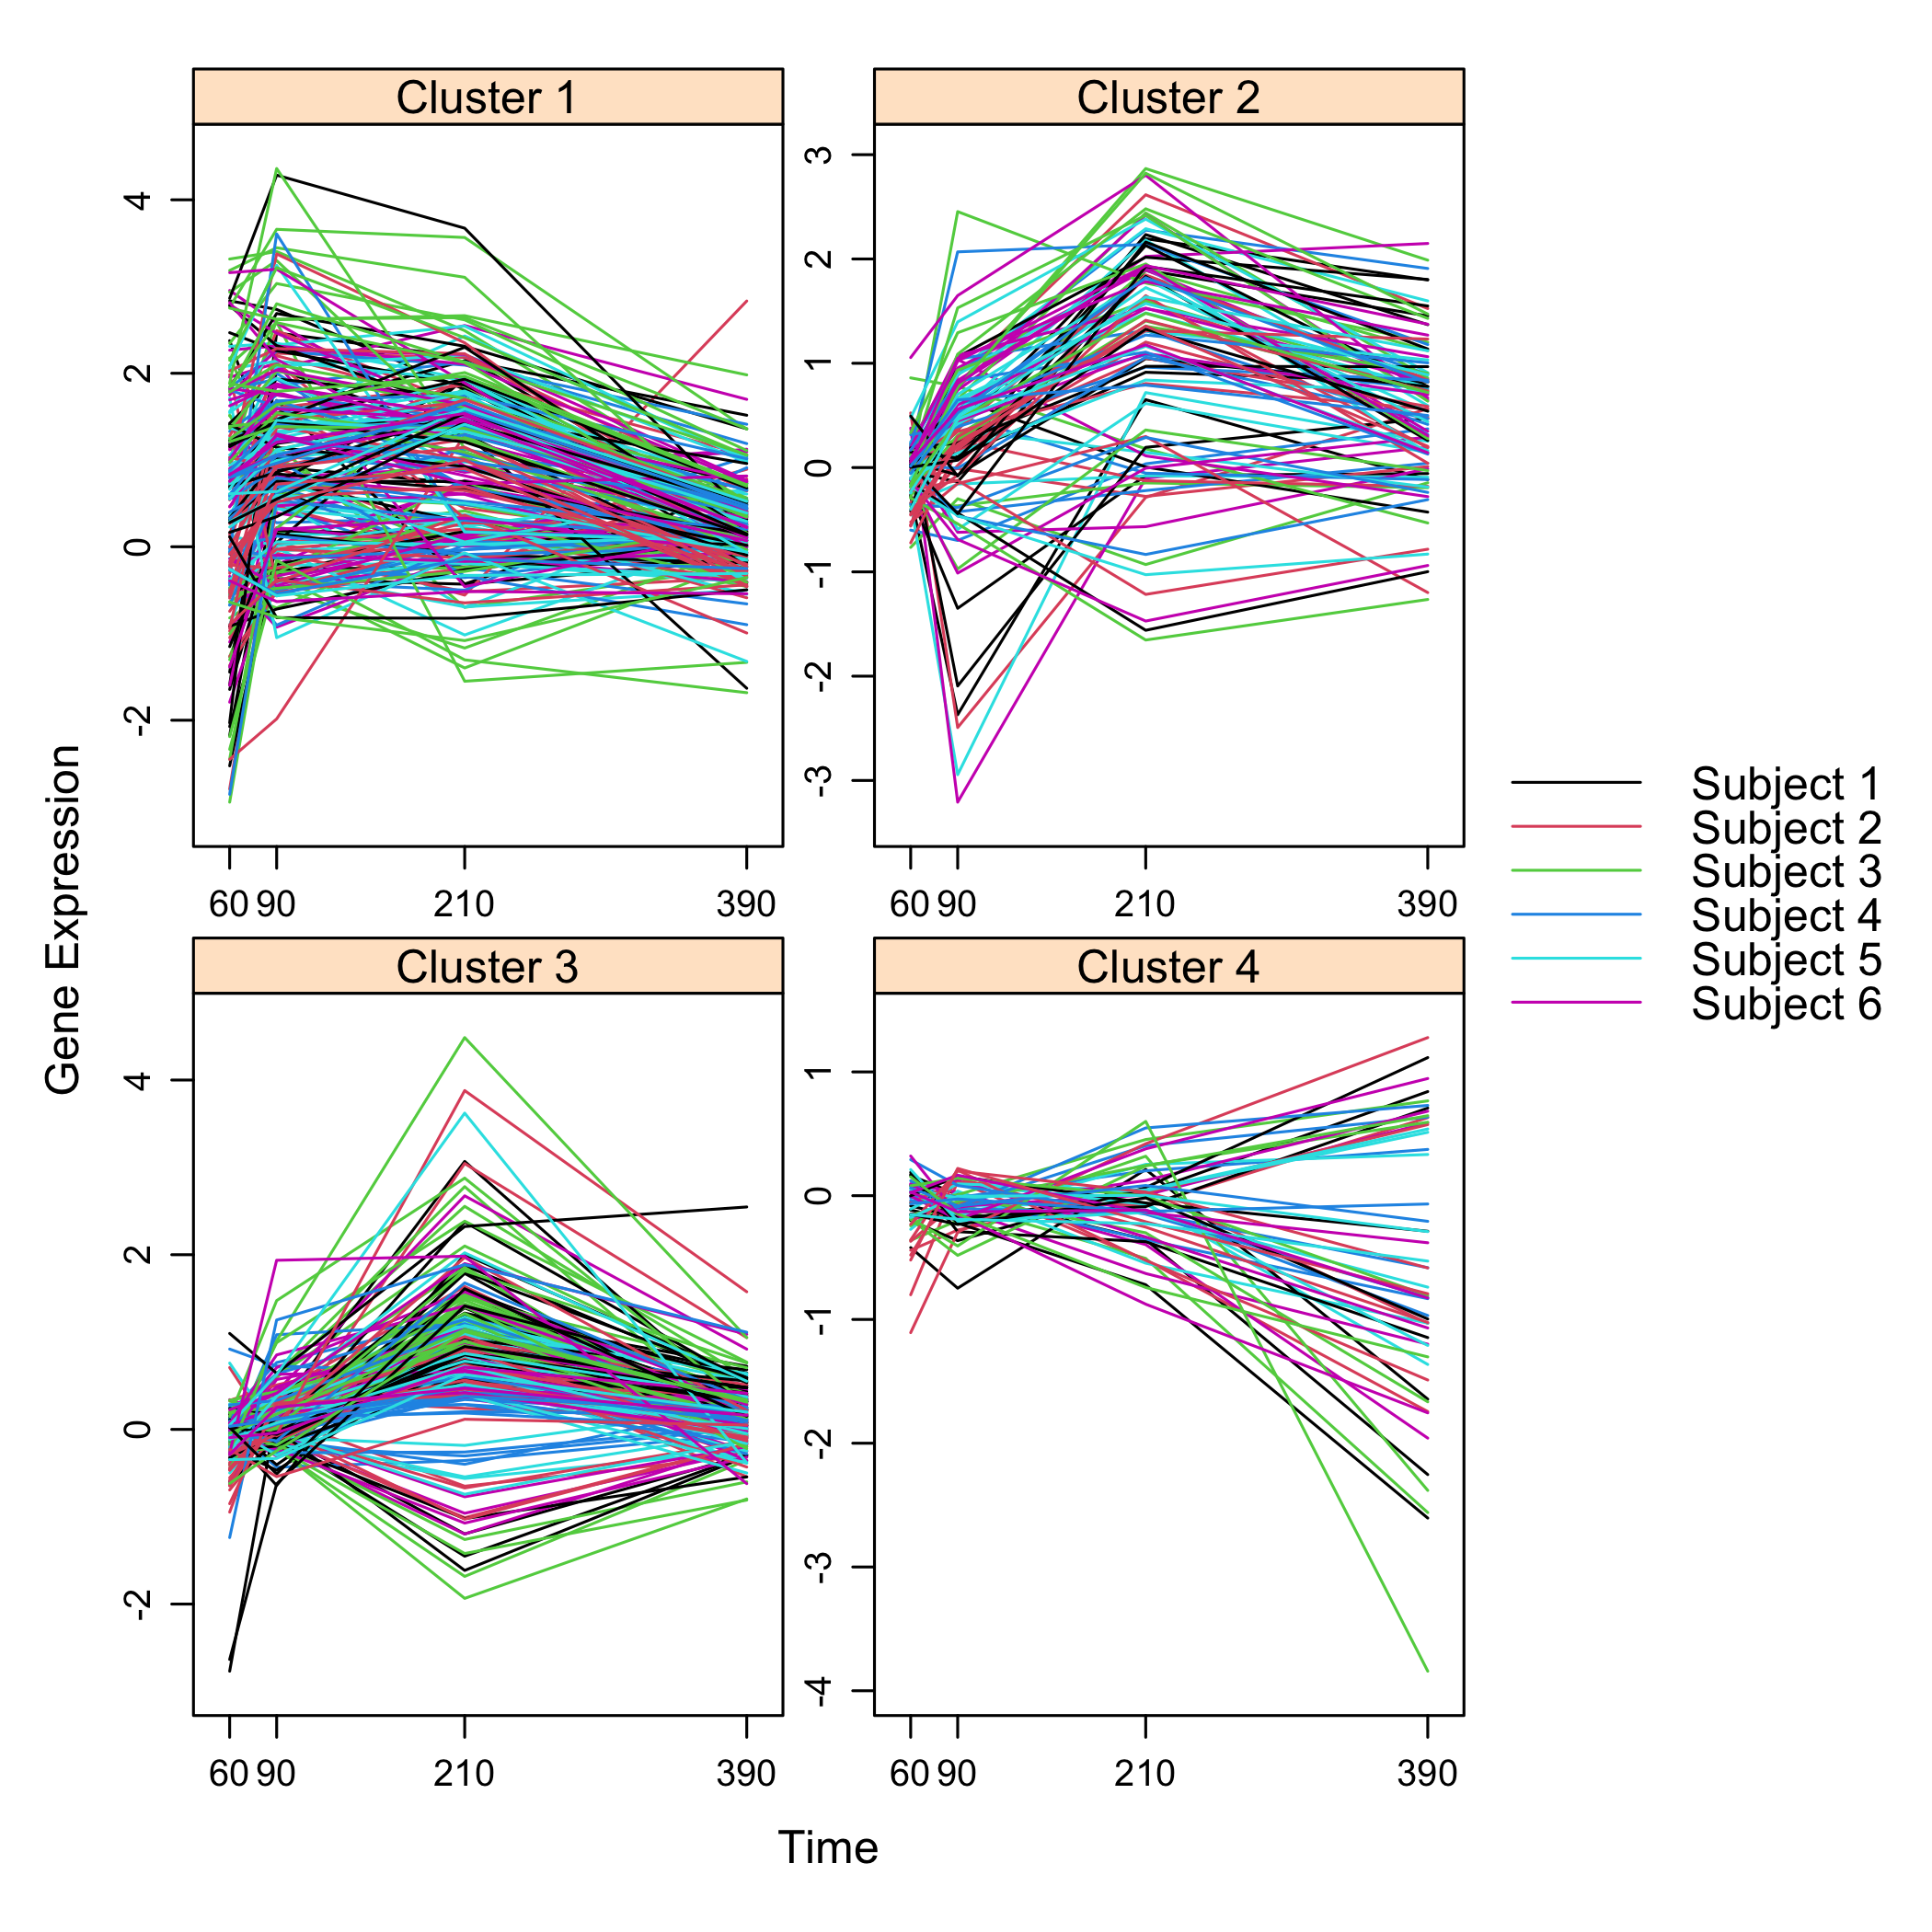 Cluster 1
Cluster 2
4
2
0
-2
3
2
1
0
-1
-2
-3
60 90 210 390
60 90 210 390
Cluster 3
Cluster 4
4
2
0
-2
1
0
-1
-2
-3
-4
60 90 210 390
60 90 210 390
Gene Expression
Time
Subject 1
Subject 2
Subject 3
Subject 4
Subject 5
Subject 6